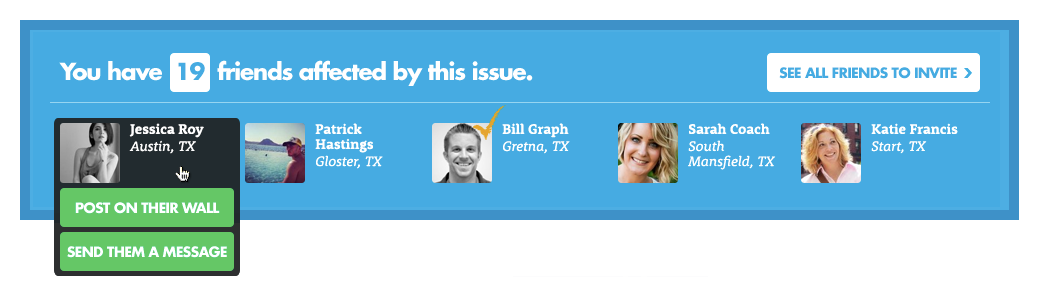 You have 19 friends affected by this issue.
SEE ALL FRIENDS TO INVITE
Jessica Roy
Austin, TX
POST ON THEIR WALL
SEND THEM A MESSAGE
Patrick
Hastings
Gloster, TX
Bill Graph
Gretna, TX
Sarah Coach
South
Mansfield, TX
Katie Francis
Start, TX